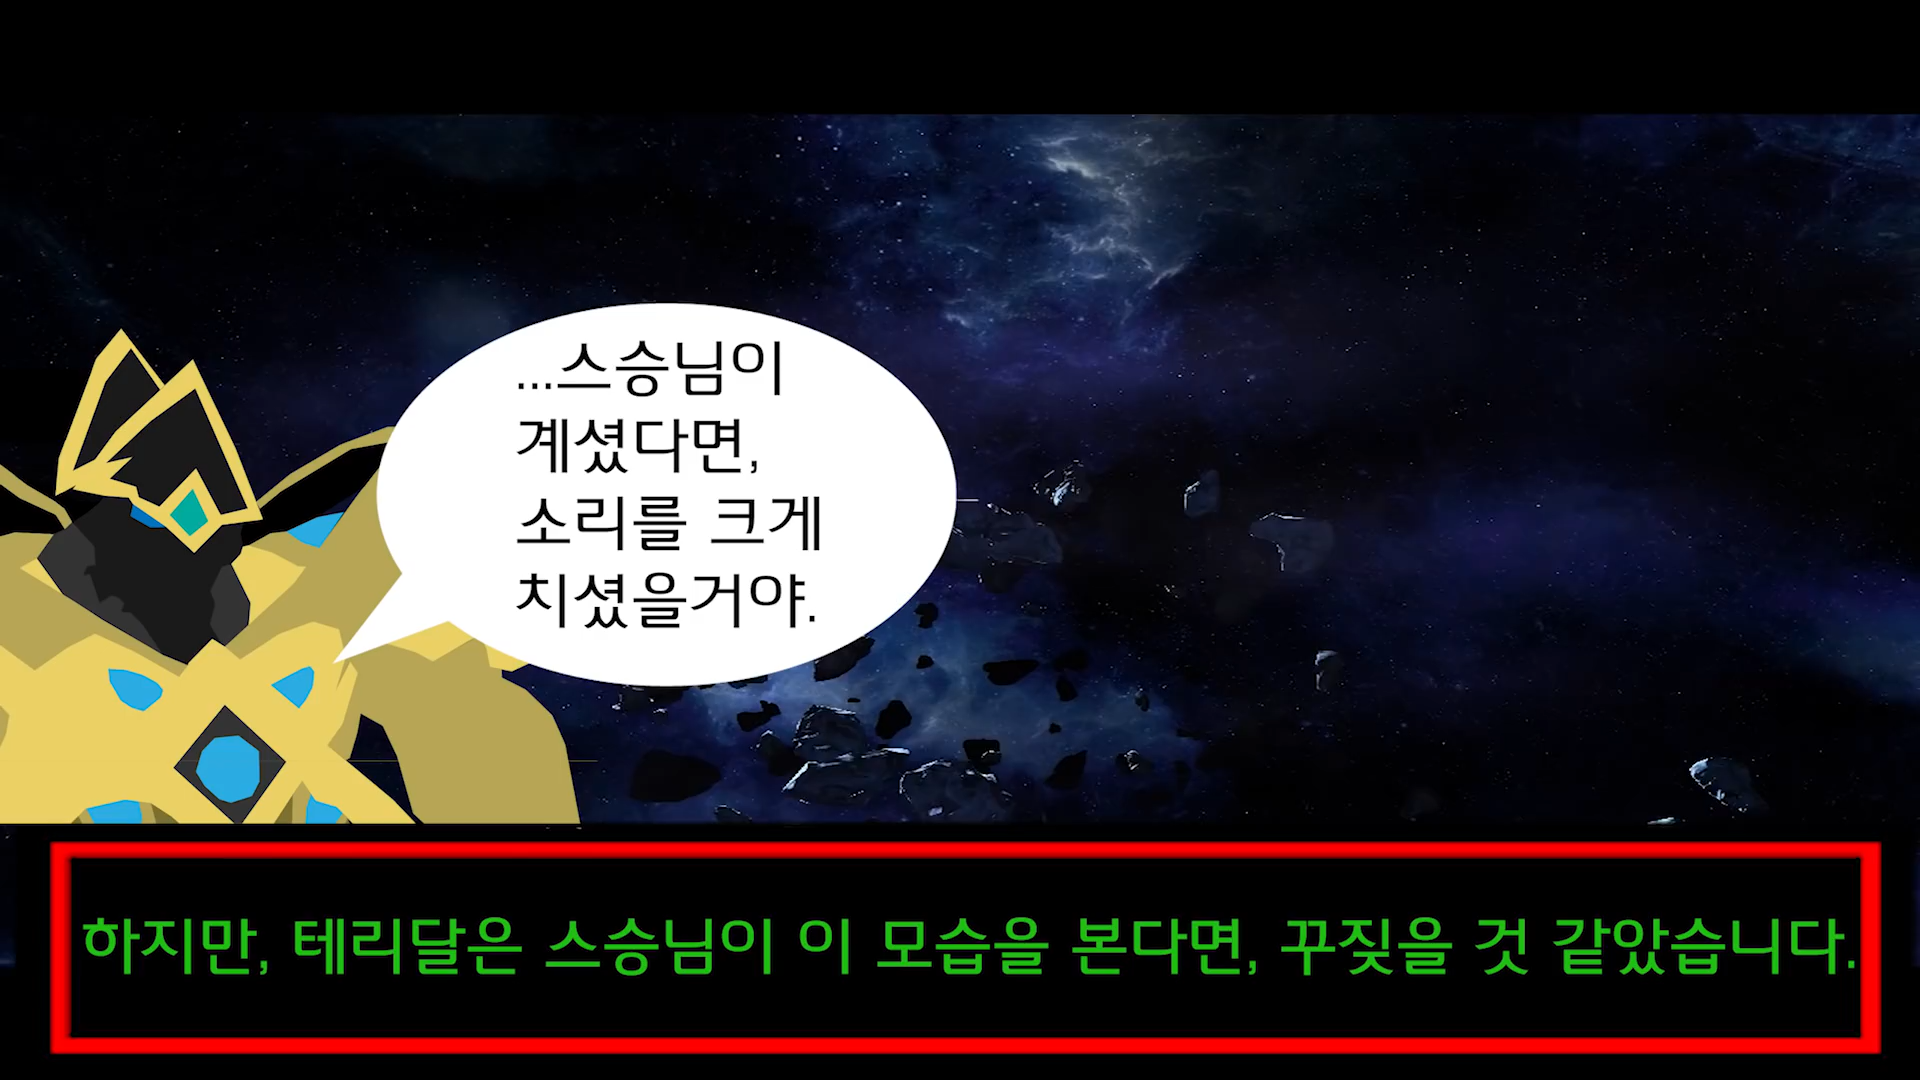 ...스승님이
계셨다면,
소리를 크게
치셨을거야.
하지만, 테리달은 스승님이 이 모습을 본다면, 꾸짖을 것 같았습니다.